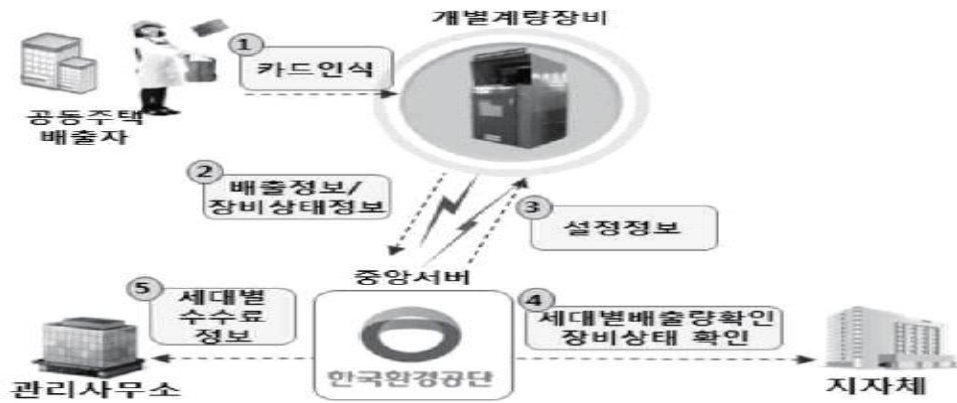 개별계량장비
① 카드인식
공동주택
배출자
② 배출정보/
장비상태정보
③ 설정정보
중앙서버
⑤ 세대별
수수료
정보
④ 세대별배출량확인
장비상태 확인
한국환경공단
관리사무소
지자체